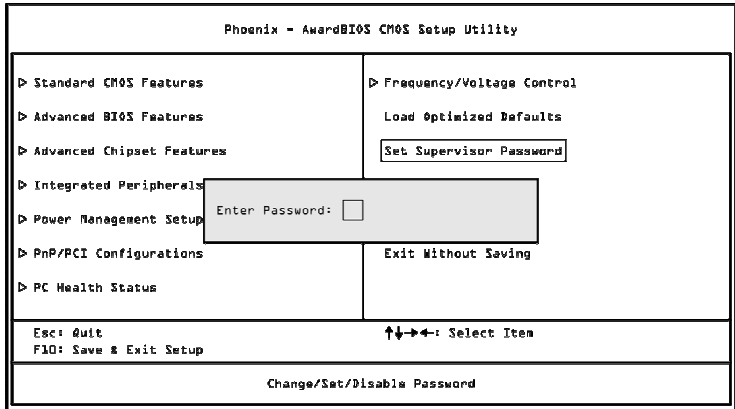 Phoenix - AwardBIOS CMOS Setup Utility
Standard CMOS Features
Advanced BIOS Features
Advanced Chipset Features
Integrated Peripherals
Power Management Setup
PnP/PCI Configurations
PC Health Status
Frequency/Voltage Control
Load Optimized Defaults
Set Supervisor Password
Exit Without Saving
Enter Password:
Esc: Quit
F10: Save & Exit Setup
↑↓→←: Select Item
Change/Set/Disable Password